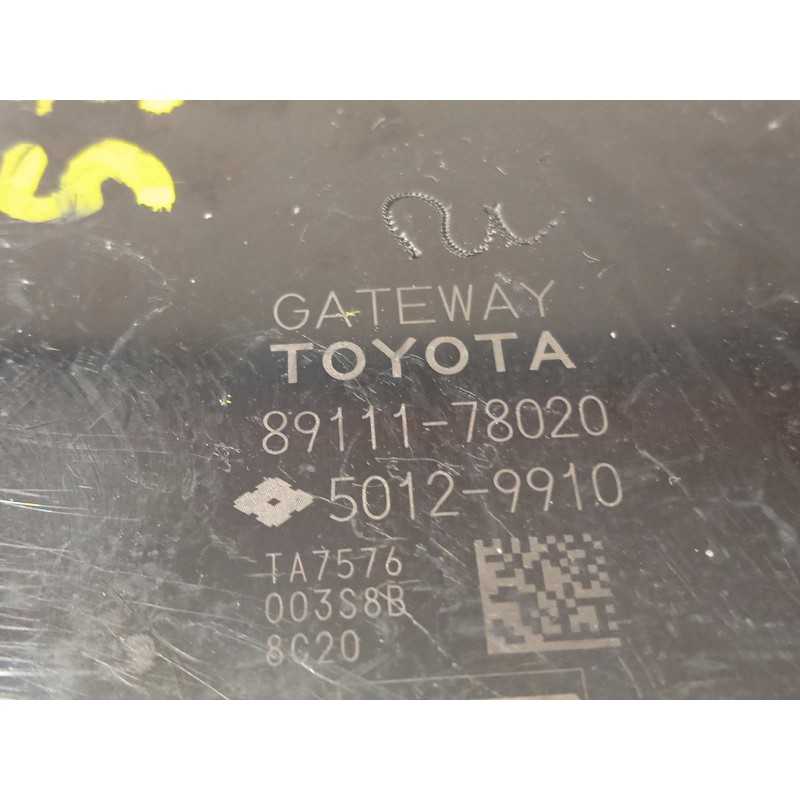 GATEWAY
TOYOTA
89111-78020
5012-9910
TA7576
003S8B
8C20